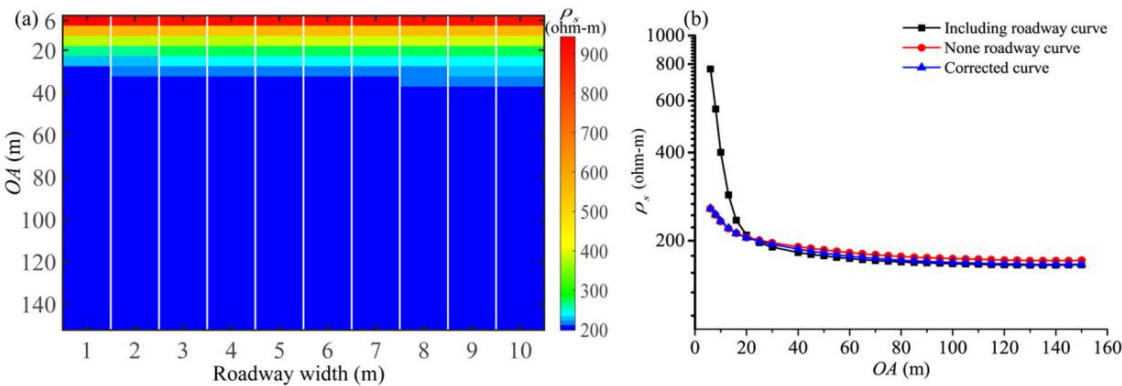 (a)
ρs
(ohm-m)
6
20
40
60
80
100
120
140
OA (m)
1 2 3 4 5 6 7 8 9 10
Roadway width (m)
900
800
700
600
500
400
300
200
(b)
Including roadway curve
None roadway curve
Corrected curve
1000
800
600
400
200
ρs (ohm-m)
0 20 40 60 80 100 120 140 160
OA (m)